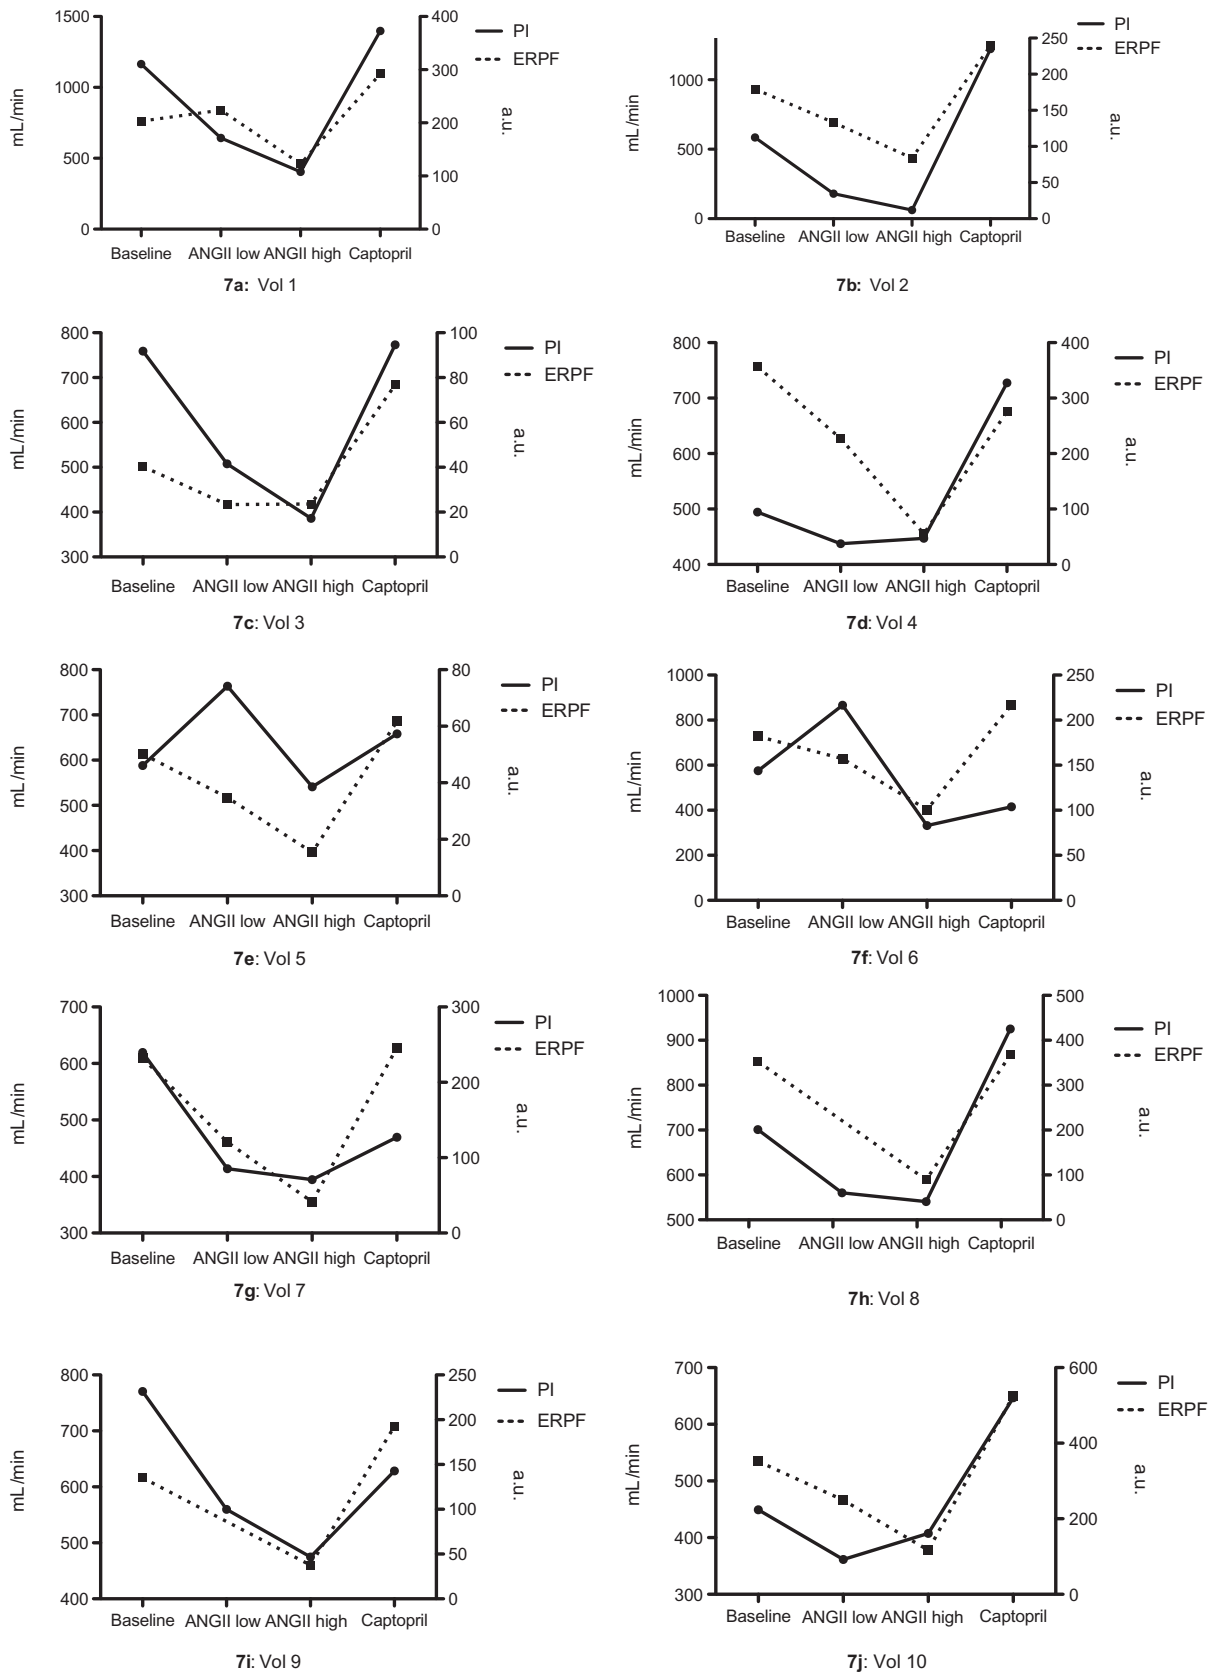 1500
1000
500
0
mL/min
400
300
200
100
0
a.u.
PI
ERPF
Baseline ANGII low ANGII high Captopril
7a: Vol 1
1000
500
0
mL/min
250
200
150
100
50
0
a.u.
PI
ERPF
Baseline ANGII low ANGII high Captopril
7b: Vol 2
800
700
600
500
400
300
mL/min
100
80
60
40
20
0
a.u.
PI
ERPF
Baseline ANGII low ANGII high Captopril
7c: Vol 3
800
700
600
500
400
mL/min
400
300
200
100
0
a.u.
PI
ERPF
Baseline ANGII low ANGII high Captopril
7d: Vol 4
800
700
600
500
400
300
mL/min
80
60
40
20
0
a.u.
PI
ERPF
Baseline ANGII low ANGII high Captopril
7e: Vol 5
1000
800
600
400
200
0
mL/min
250
200
150
100
50
0
a.u.
PI
ERPF
Baseline ANGII low ANGII high Captopril
7f: Vol 6
700
600
500
400
300
mL/min
300
200
100
0
a.u.
PI
ERPF
Baseline ANGII low ANGII high Captopril
7g: Vol 7
1000
900
800
700
600
500
mL/min
500
400
300
200
100
0
a.u.
PI
ERPF
Baseline ANGII low ANGII high Captopril
7h: Vol 8
800
700
600
500
400
mL/min
250
200
150
100
50
0
a.u.
PI
ERPF
Baseline ANGII low ANGII high Captopril
7i: Vol 9
700
600
500
400
300
mL/min
600
400
200
0
a.u.
PI
ERPF
Baseline ANGII low ANGII high Captopril
7j: Vol 10